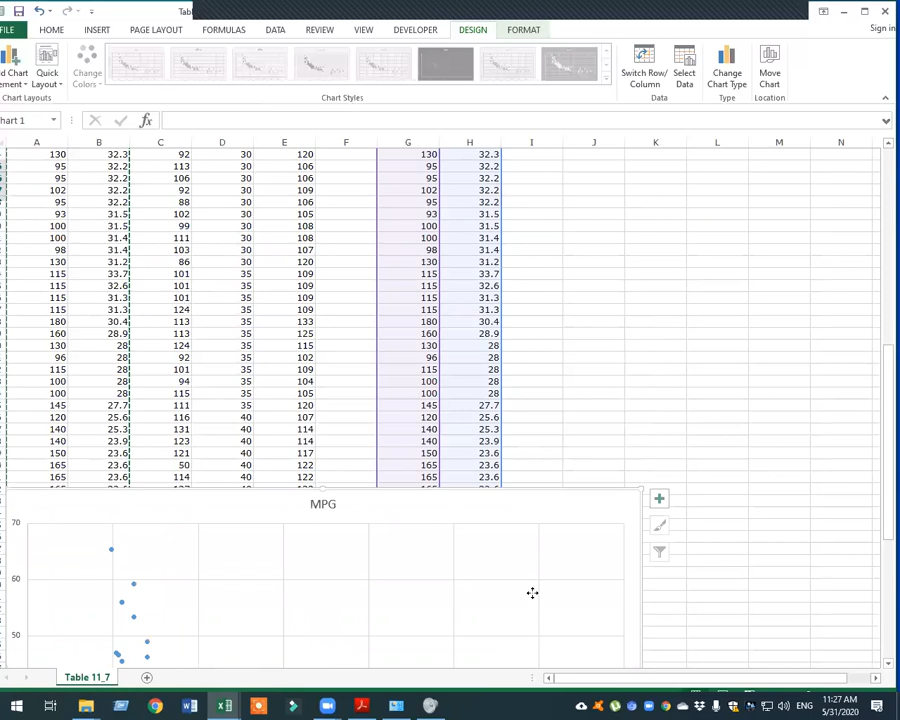 Tabl
Sign in
FILE HOME INSERT PAGE LAYOUT FORMULAS DATA REVIEW VIEW DEVELOPER DESIGN FORMAT
dd Chart
ement
Quick
Layout
Change
Colors
Switch Row/
Column
Select
Data
Change
Chart Type
Move
Chart
Chart Layouts Chart Styles Data Type Location
hart 1 fx
A B C D E F G H I J K L M N
130 32.3 92 30 120 130 32.3
95 32.2 113 30 106 95 32.2
95 32.2 106 30 106 95 32.2
102 32.2 92 30 109 102 32.2
95 32.2 88 30 106 95 32.2
93 31.5 102 30 105 93 31.5
100 31.5 99 30 108 100 31.5
100 31.4 111 30 108 100 31.4
98 31.4 103 30 107 98 31.4
130 31.2 86 30 120 130 31.2
115 33.7 101 35 109 115 33.7
115 32.6 101 35 109 115 32.6
115 31.3 101 35 109 115 31.3
115 31.3 124 35 109 115 31.3
180 30.4 113 35 133 180 30.4
160 28.9 113 35 125 160 28.9
130 28 124 35 115 130 28
96 28 92 35 102 96 28
115 28 101 35 109 115 28
100 28 94 35 104 100 28
100 28 115 35 105 100 28
145 27.7 111 35 120 145 27.7
120 25.6 116 40 107 120 25.6
140 25.3 131 40 114 140 25.3
140 23.9 123 40 114 140 23.9
150 23.6 121 40 117 150 23.6
165 23.6 50 40 122 165 23.6
165 23.6 114 40 122 165 23.6
MPG
70
60
50
Table 11_7
ENG
11:27 AM
5/31/2020